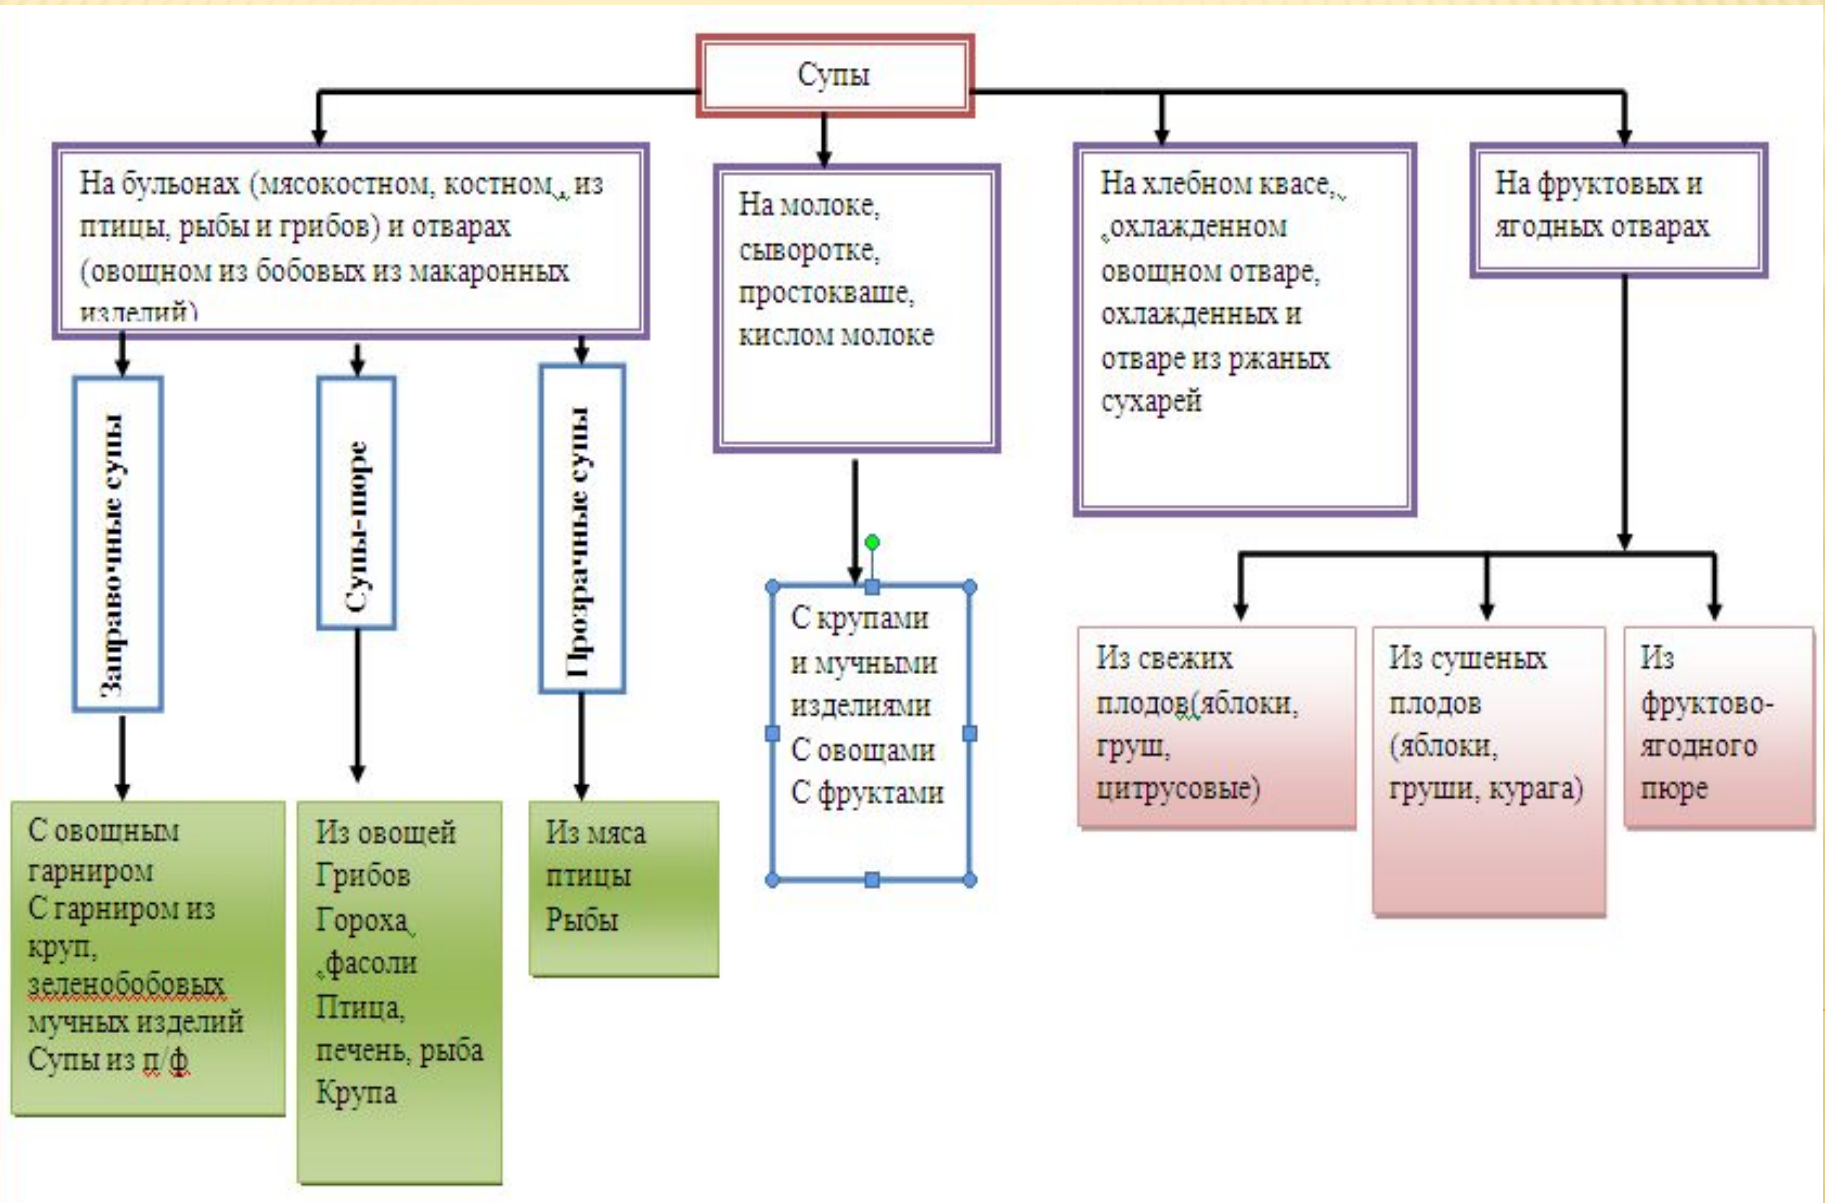 Супы
На бульонах (мясокостном, костном, из
птицы, рыбы и грибов) и отварах
(овощном из бобовых из макаронных
изделий)
На молоке,
сыворотке,
простокваше,
кислом молоке
На хлебном квасе,
охлажденном
овощном отваре,
охлажденных и
отваре из ржаных
сухарей
На фруктовых и
ягодных отварах
Заправочные супы
Супы-пюре
Прозрачные супы
С крупами
и мучными
изделиями
С овощами
С фруктами
Из свежих
плодов(яблоки,
груш,
цитрусовые)
Из сушеных
плодов
(яблоки,
груши, курага)
Из
фруктово-
ягодного
пюре
С овощным
гарниром
С гарниром из
круп,
зеленобобовых
мучных изделий
Супы из п/ф
Из овощей
Грибов
Гороха
,фасоли
Птица,
печень, рыба
Крупа
Из мяса
птицы
Рыбы